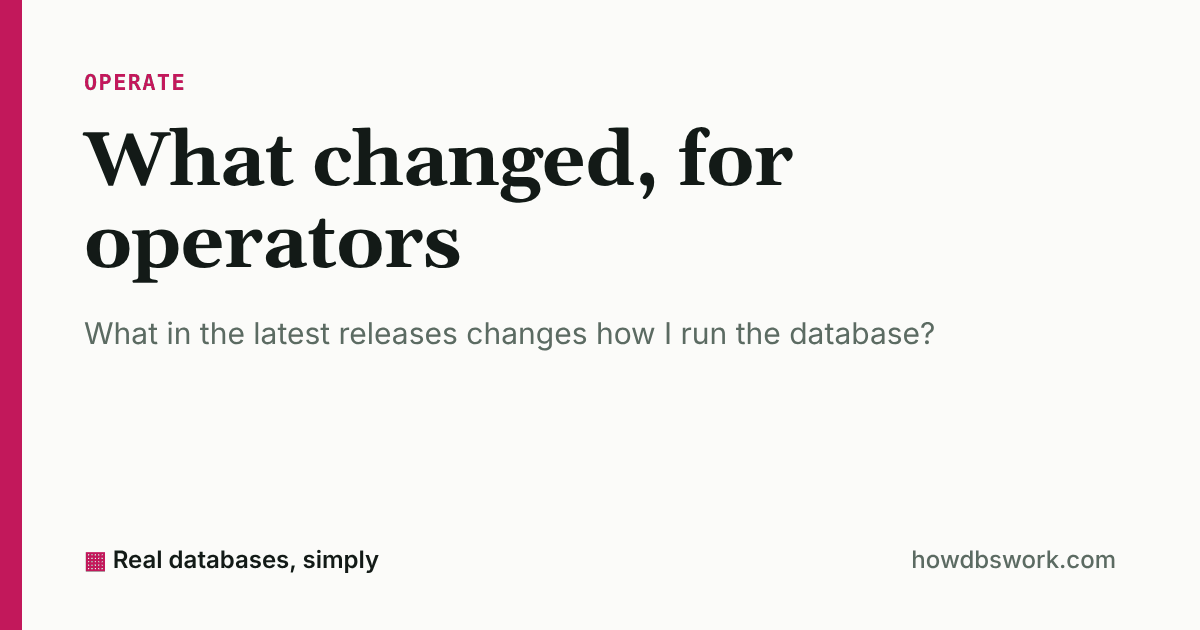 OPERATE
What changed, for
operators
What in the latest releases changes how I run the database?
Real databases, simply
howdbswork.com